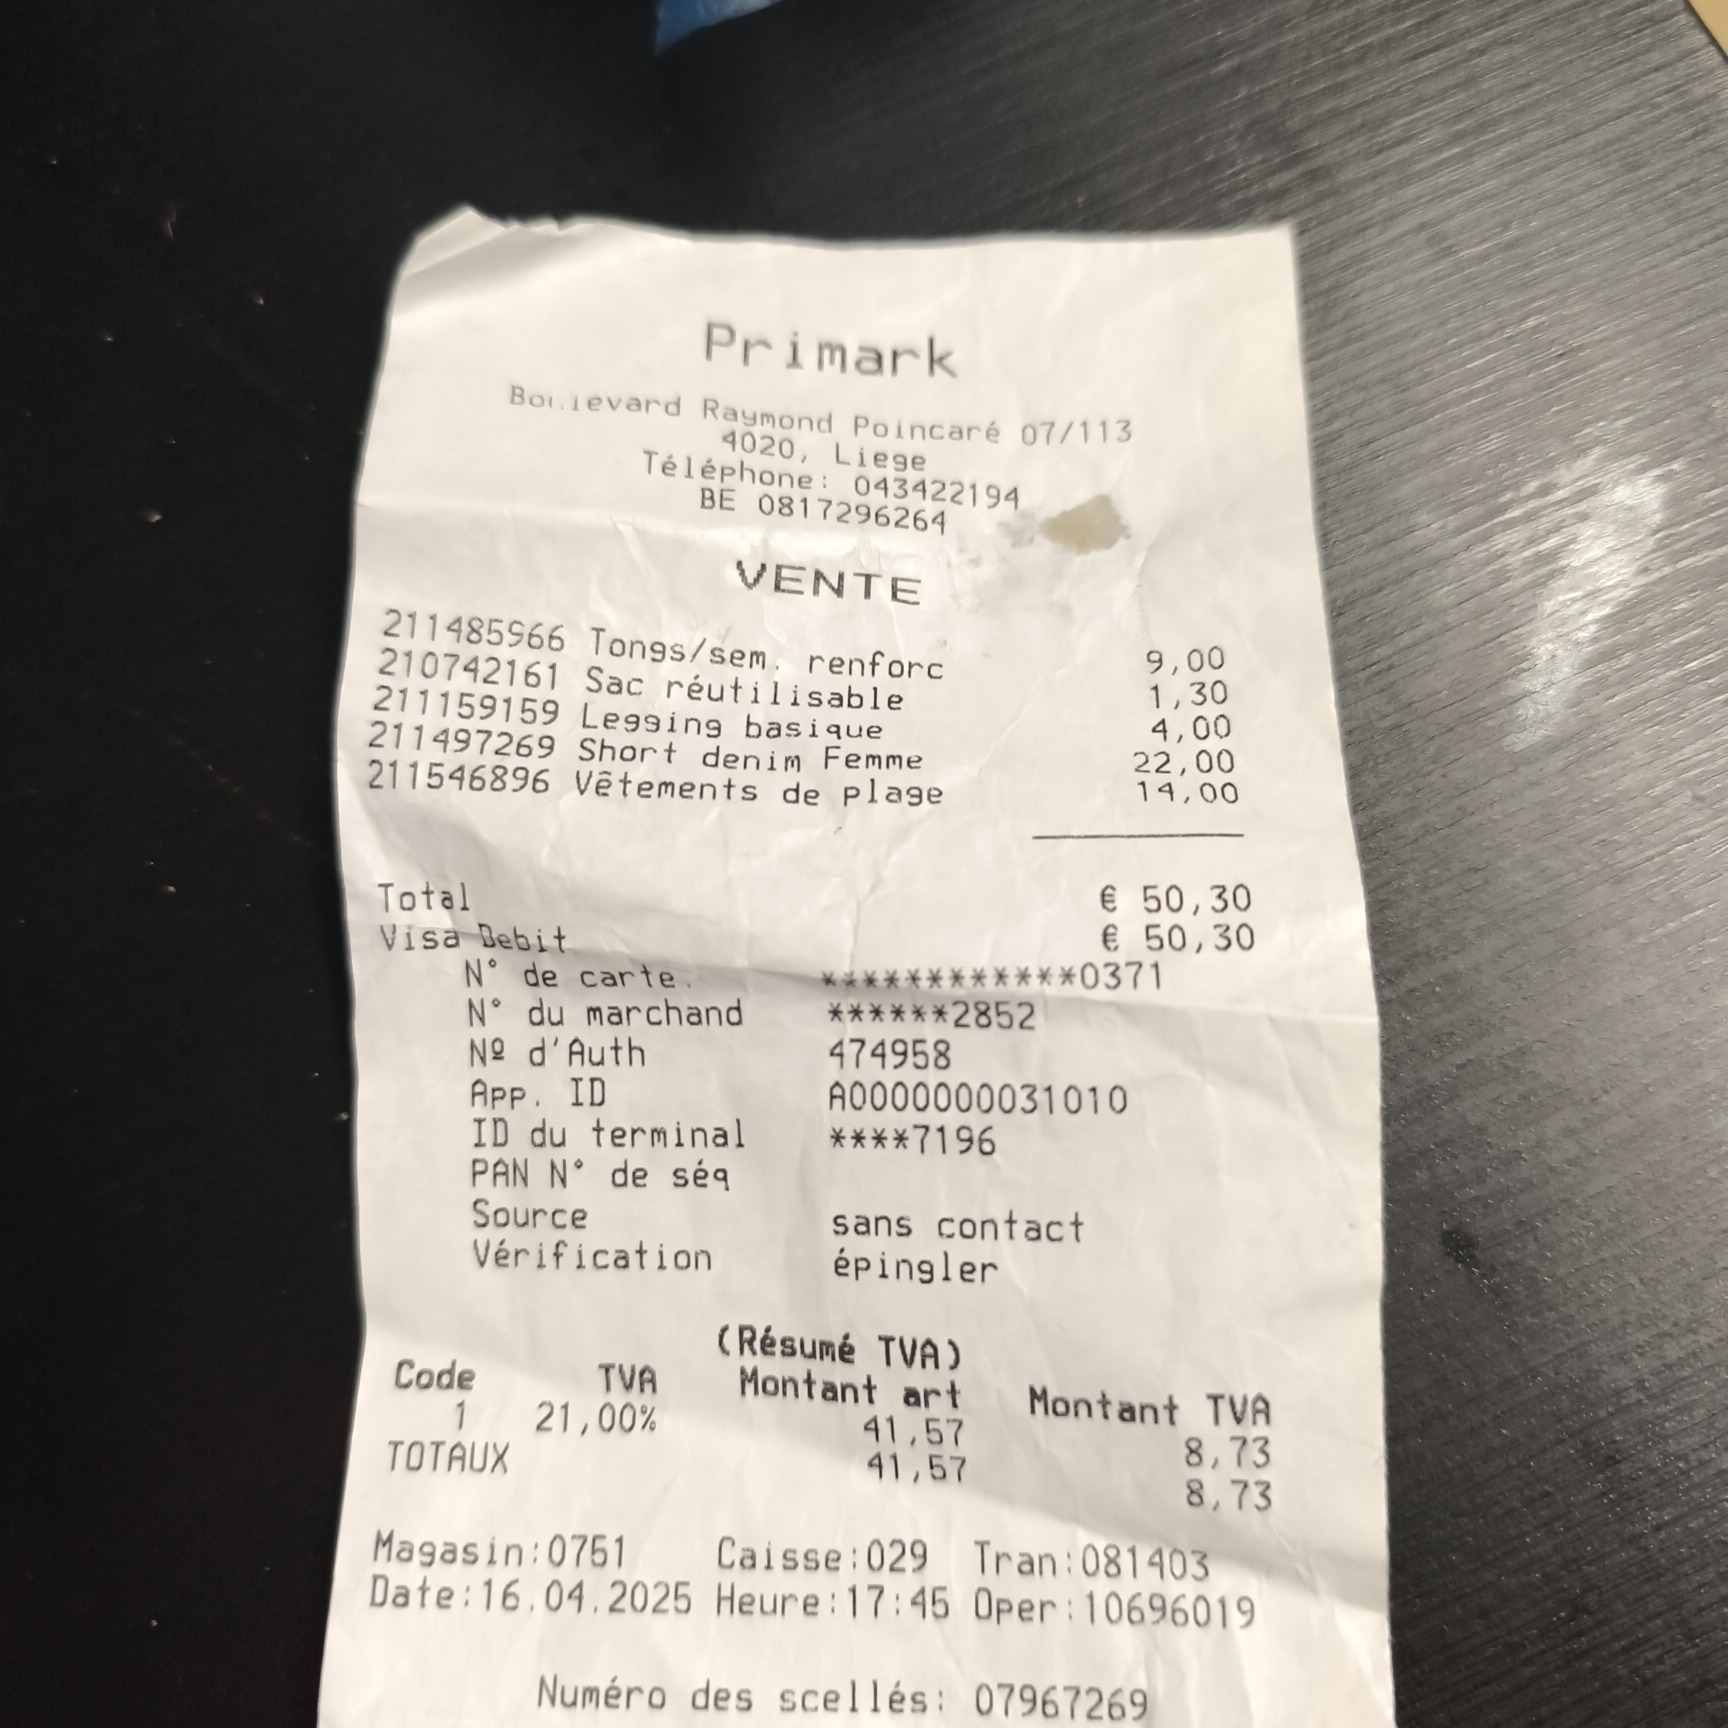 Primark
Boulevard Raymond Poincaré 07/113
4020, Liege
Téléphone: 043422194
BE 0817296264
VENTE
211485966 Tongs/sem. renforc 9,00
210742161 Sac réutilisable 1,30
211159159 Legging basique 4,00
211497269 Short denim Femme 22,00
211546896 Vêtements de plage 14,00
Total € 50,30
Visa Debit € 50,30
N° de carte. ************0371
N° du marchand ******2852
Nº d'Auth 474958
App. ID A0000000031010
ID du terminal ****7196
PAN N° de séq
Source sans contact
Vérification épingler
(Résumé TVA)
Code TVA Montant art Montant TVA
1 21,00% 41,57 8,73
TOTAUX 41,57 8,73
Magasin:0751 Caisse:029 Tran:081403
Date:16.04.2025 Heure:17:45 Oper:10696019
Numéro des scellés: 07967269